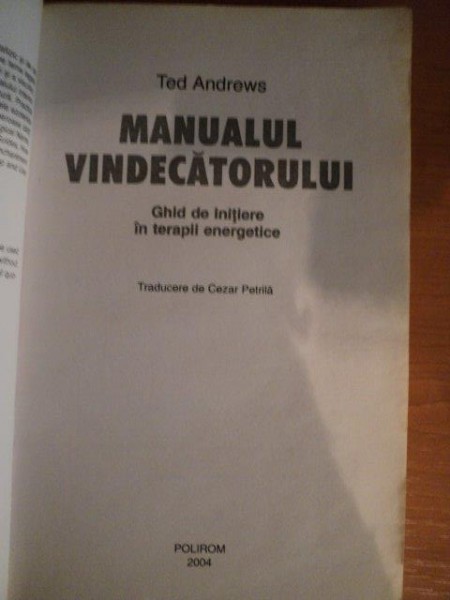 Ted Andrews
MANUALUL
VINDECĂTORULUI
Ghid de inițiere
în terapii energetice
Traducere de Cezar Petrilă
POLIROM
2004